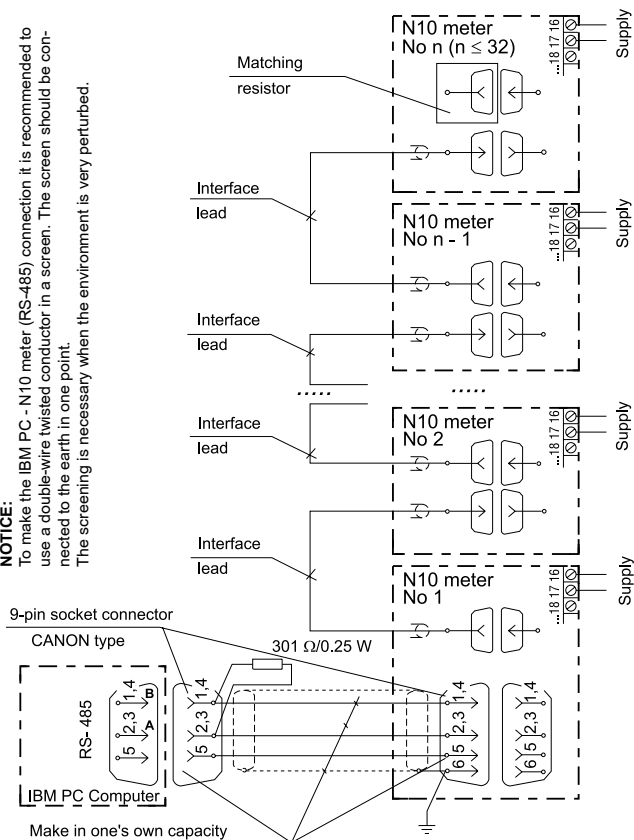 NOTICE:
To make the IBM PC - N10 meter (RS-485) connection it is recommended to
use a double-wire twisted conductor in a screen. The screen should be con-
nected to the earth in one point.
The screening is necessary when the environment is very perturbed.
N10 meter
No n (n ≤ 32)
...18 17 16
Supply
Matching
resistor
Interface
lead
N10 meter
No n - 1
...18 17 16
Supply
Interface
lead
.....
.....
N10 meter
No 2
...18 17 16
Supply
Interface
lead
Interface
lead
N10 meter
No 1
...18 17 16
Supply
9-pin socket connector
CANON type
301 Ω/0.25 W
RS- 485
1,4
B
2,3
A
5
1,4
2,3
5
1,4
2,3
5
6
1,4
2,3
5
6
IBM PC Computer
Make in one's own capacity